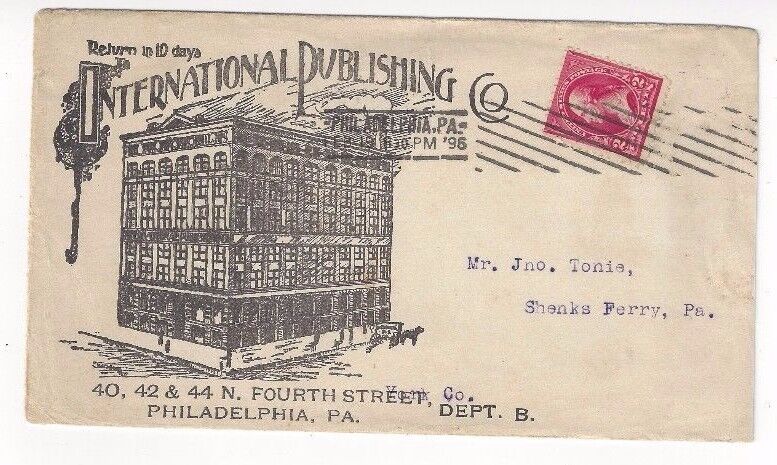 Return in 10 days
INTERNATIONAL PUBLISHING CO
PHILADELPHIA, PA.
PM '96
Mr. Jno. Tonie,
Shenks Ferry, Pa.
York Co.
40, 42 & 44 N. FOURTH STREET, DEPT. B.
PHILADELPHIA, PA.